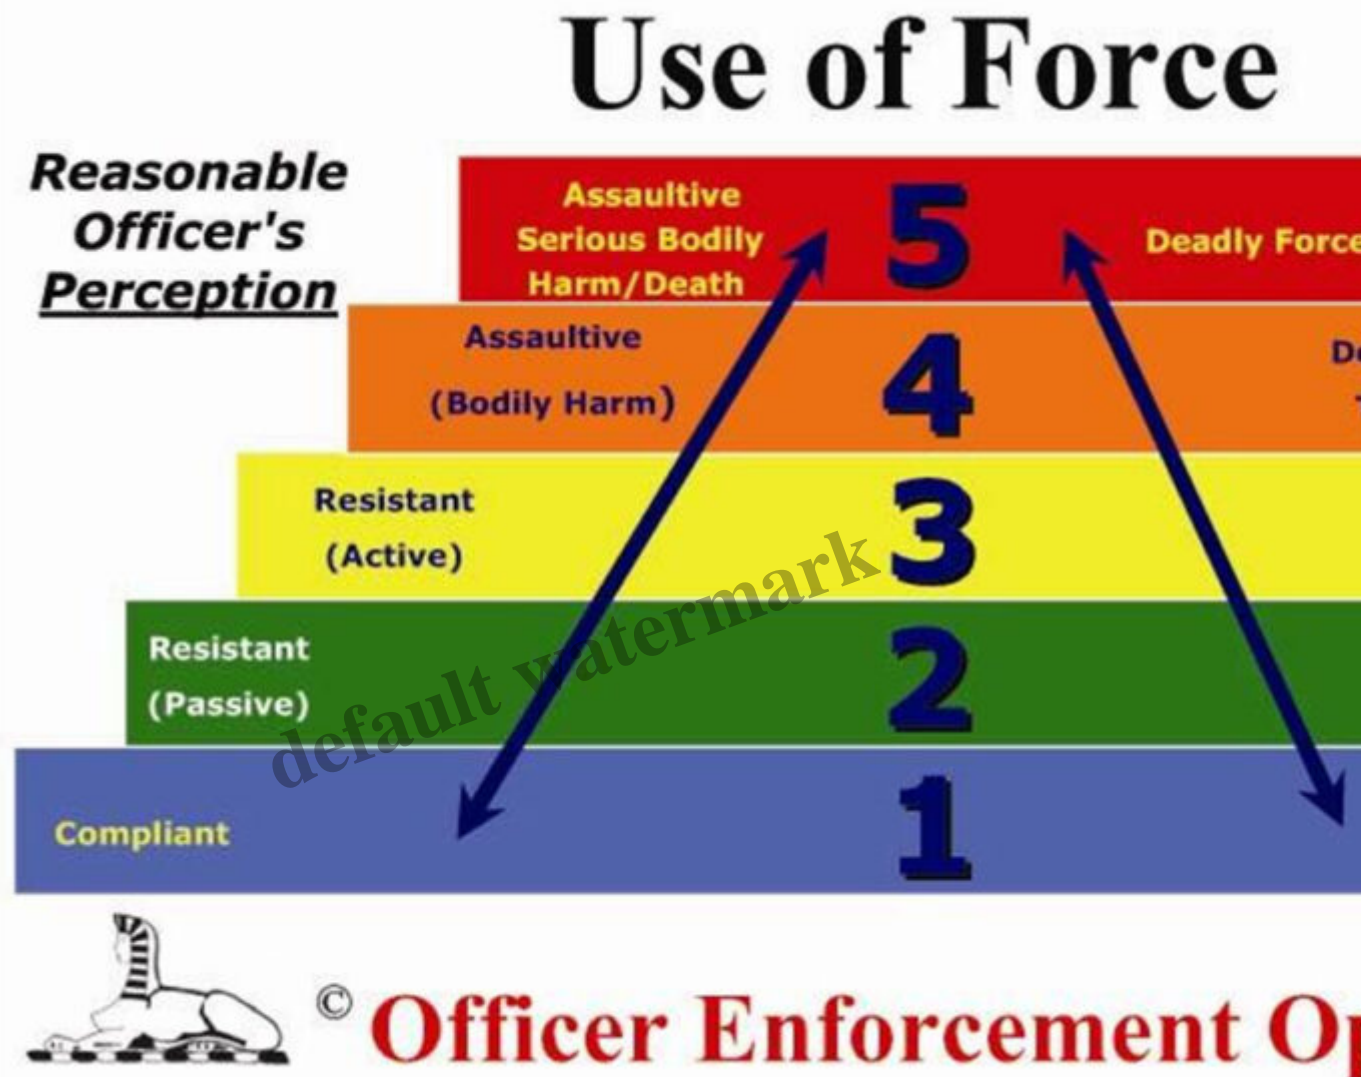 Use of Force
Reasonable
Officer's
Perception
Assaultive
Serious Bodily
Harm/Death
5
Deadly Force
Assaultive
(Bodily Harm)
4
Resistant
(Active)
3
Resistant
(Passive)
2
Compliant
1
default watermark
© Officer Enforcement